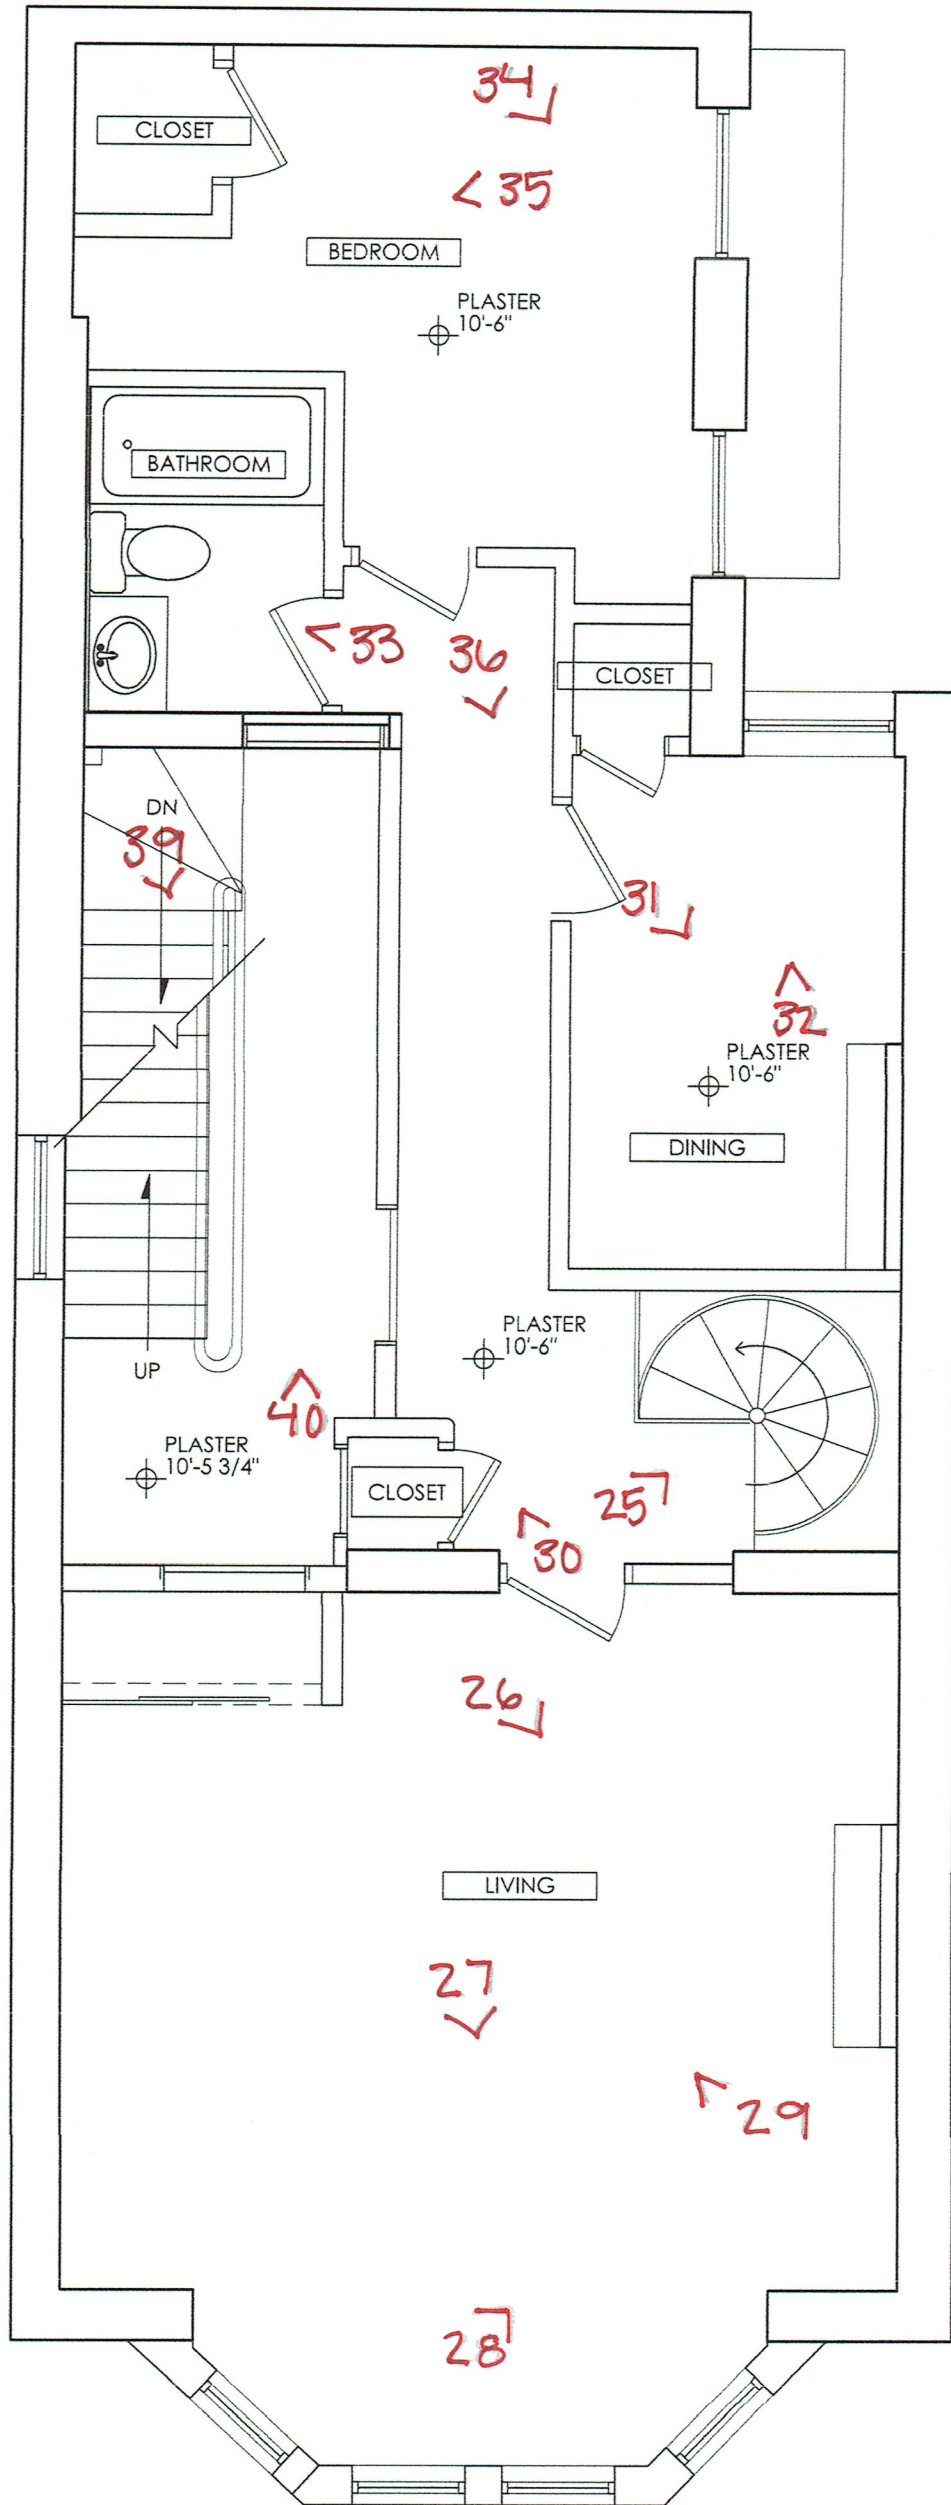 34
CLOSET
35
BEDROOM
PLASTER
10'-6"
BATHROOM
33
36
CLOSET
DN
39
31
32
PLASTER
10'-6"
DINING
PLASTER
10'-6"
UP
40
PLASTER
10'-5 3/4"
CLOSET
25
30
26
LIVING
27
29
28